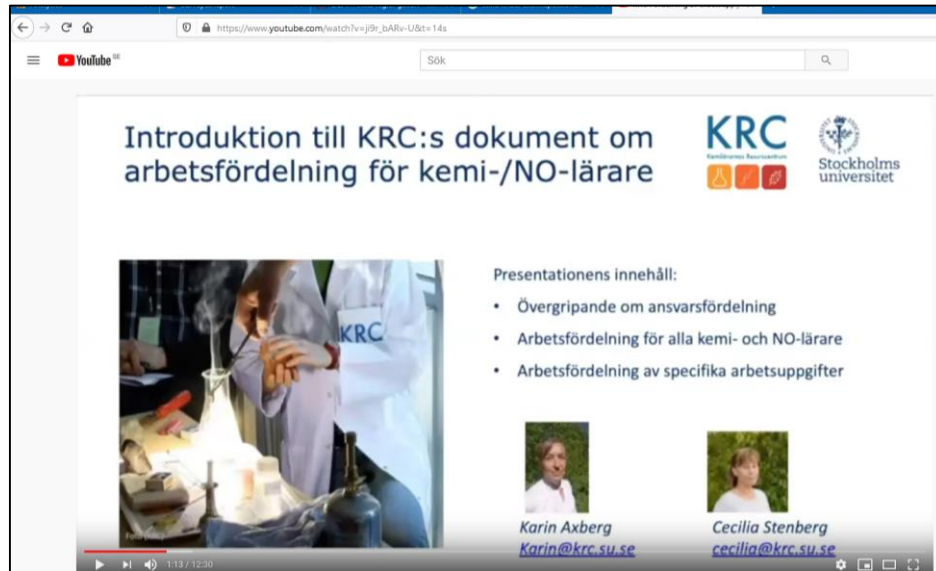 https://www.youtube.com/watch?v=ji9r_bARv-U&t=14s
YouTube SE
Sök
Introduktion till KRC:s dokument om
arbetsfördelning för kemi-/NO-lärare
KRC
Kemilärarnas Resurscentrum
Stockholms
universitet
KRC
Presentationens innehåll:
• Övergripande om ansvarsfördelning
• Arbetsfördelning för alla kemi- och NO-lärare
• Arbetsfördelning av specifika arbetsuppgifter
Karin Axberg
Karin@krc.su.se
Cecilia Stenberg
cecilia@krc.su.se
1:13 / 12:30